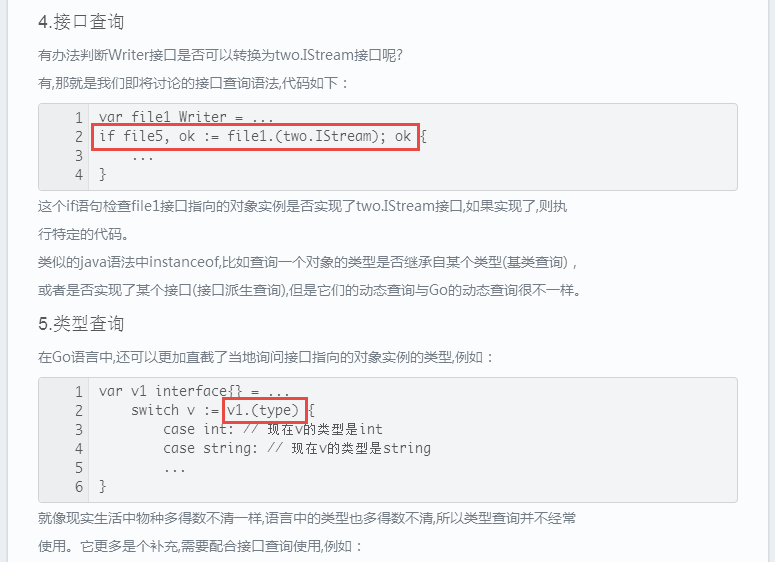 4.接口查询
有办法判断Writer接口是否可以转换为two.IStream接口呢?
有,那就是我们即将讨论的接口查询语法,代码如下：
1 var file1 Writer = ...
2 if file5, ok := file1.(two.IStream); ok {
3     ...
4 }
这个if语句检查file1接口指向的对象实例是否实现了two.IStream接口,如果实现了,则执
行特定的代码。
类似的java语法中instanceof,比如查询一个对象的类型是否继承自某个类型(基类查询)，
或者是否实现了某个接口(接口派生查询),但是它们的动态查询与Go的动态查询很不一样。
5.类型查询
在Go语言中,还可以更加直截了当地询问接口指向的对象实例的类型,例如：
1 var v1 interface{} = ...
2     switch v := v1.(type) {
3         case int: // 现在v的类型是int
4         case string: // 现在v的类型是string
5         ...
6 }
就像现实生活中物种多得数不清一样,语言中的类型也多得数不清,所以类型查询并不经常
使用。它更多是个补充,需要配合接口查询使用,例如：